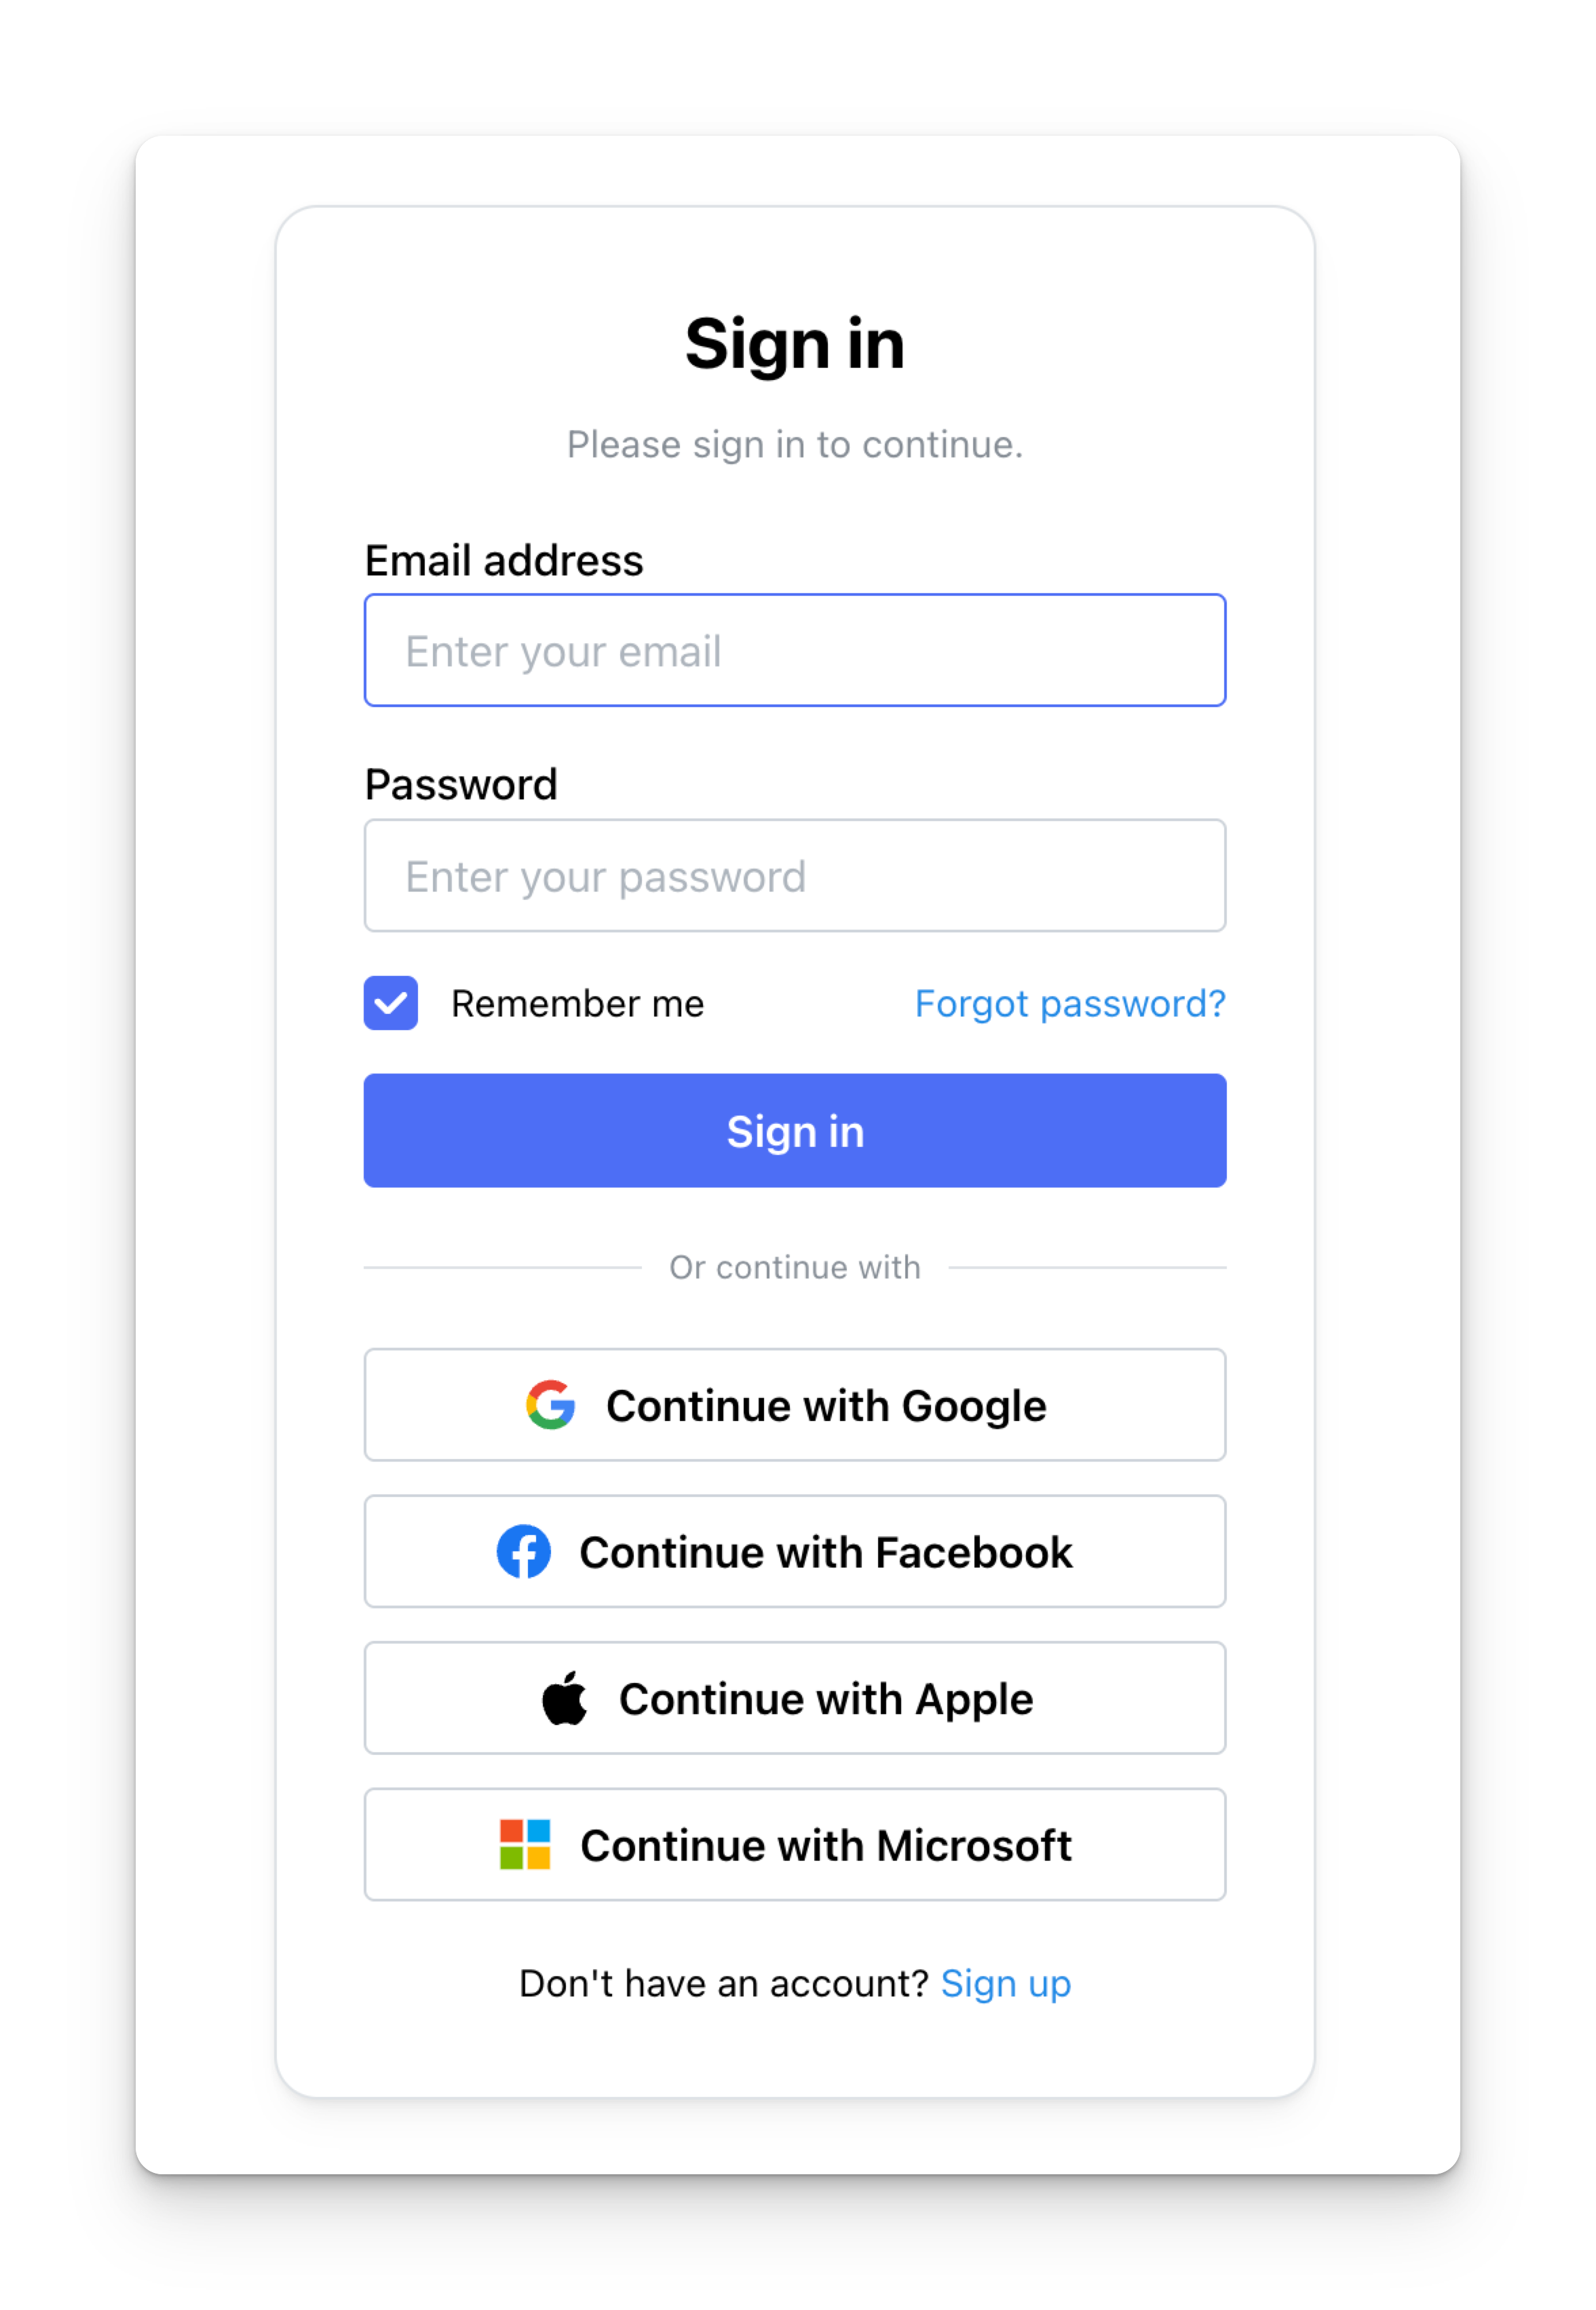 Sign in
Please sign in to continue.
Email address
Enter your email
Password
Enter your password
Remember me Forgot password?
Sign in
Or continue with
Continue with Google
Continue with Facebook
Continue with Apple
Continue with Microsoft
Don't have an account? Sign up